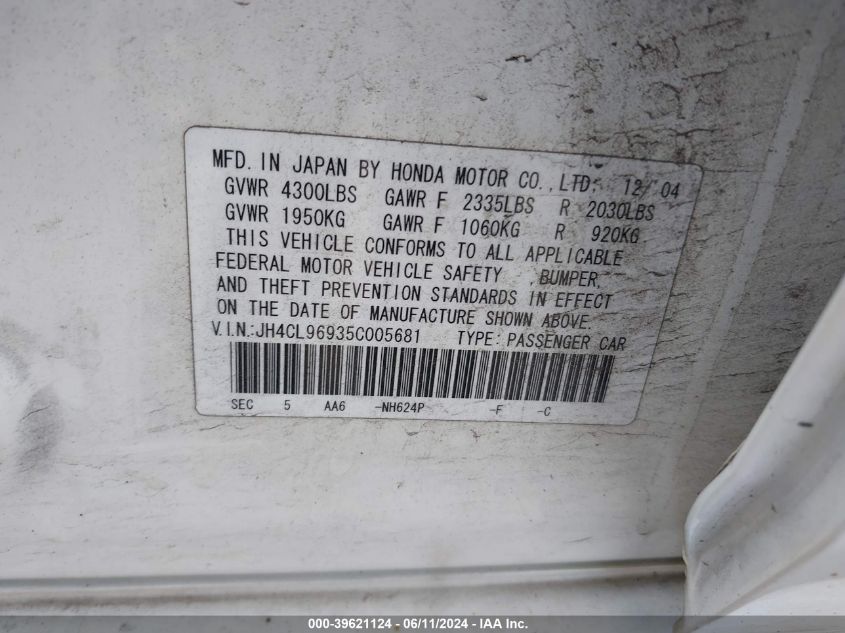 MFD. IN JAPAN BY HONDA MOTOR CO.,LTD: 12/04
GVWR 4300LBS GAWR F 2335LBS R 2030LBS
GVWR 1950KG GAWR F 1060KG R 920KG
THIS VEHICLE CONFORMS TO ALL APPLICABLE
FEDERAL MOTOR VEHICLE SAFETY ,BUMPER,
AND THEFT PREVENTION STANDARDS IN EFFECT
ON THE DATE OF MANUFACTURE SHOWN ABOVE.
V.I.N.:JH4CL96935C005681 TYPE: PASSENGER CAR
SEC 5 AA6 -NH624P -F -C
000-39621124 - 06/11/2024 - IAA Inc.